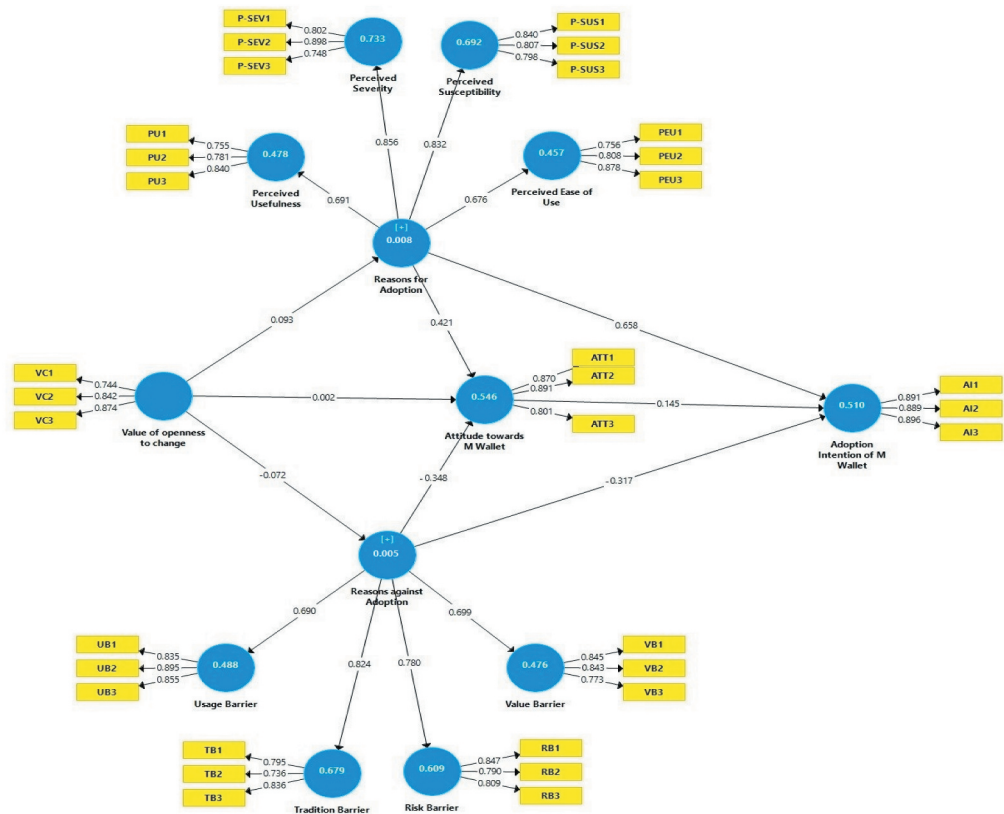 P-SEV1
0.802
P-SEV2
0.898
P-SEV3
0.748
0.733
Perceived
Severity
0.692
Perceived
Susceptibility
0.840
P-SUS1
0.807
P-SUS2
0.798
P-SUS3
PU1
0.755
PU2
0.781
PU3
0.840
0.478
Perceived
Usefulness
0.457
Perceived Ease of
Use
0.756
PEU1
0.808
PEU2
0.878
PEU3
0.856
0.832
0.691
0.676
[+]
0.008
Reasons for
Adoption
0.093
0.421
0.658
VC1
0.744
VC2
0.842
VC3
0.874
Value of openness
to change
0.002
0.546
Attitude towards
M Wallet
0.870
ATT1
0.891
ATT2
0.801
ATT3
0.145
0.510
Adoption
Intention of M
Wallet
0.891
AI1
0.889
AI2
0.896
AI3
-0.072
-0.348
-0.317
[+]
0.005
Reasons against
Adoption
0.690
0.824
0.780
0.699
UB1
0.835
UB2
0.895
UB3
0.855
0.488
Usage Barrier
0.476
Value Barrier
0.845
VB1
0.843
VB2
0.773
VB3
TB1
0.795
TB2
0.736
TB3
0.836
0.679
Tradition Barrier
0.609
Risk Barrier
0.847
RB1
0.790
RB2
0.809
RB3